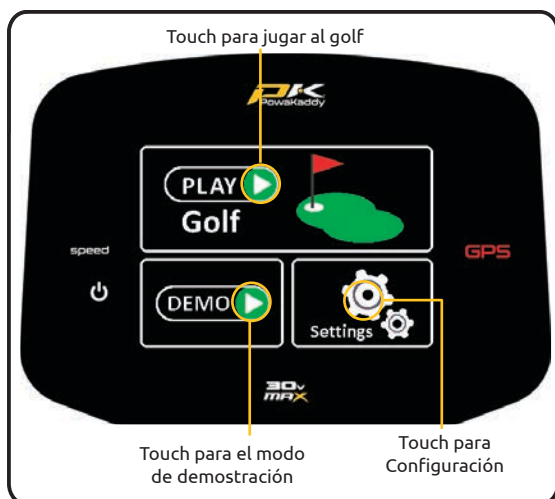 Touch para jugar al golf
PK
PowaKaddy
PLAY
Golf
speed
GPS
DEMO
Settings
30v
MAX
Touch para el modo
de demostración
Touch para
Configuración